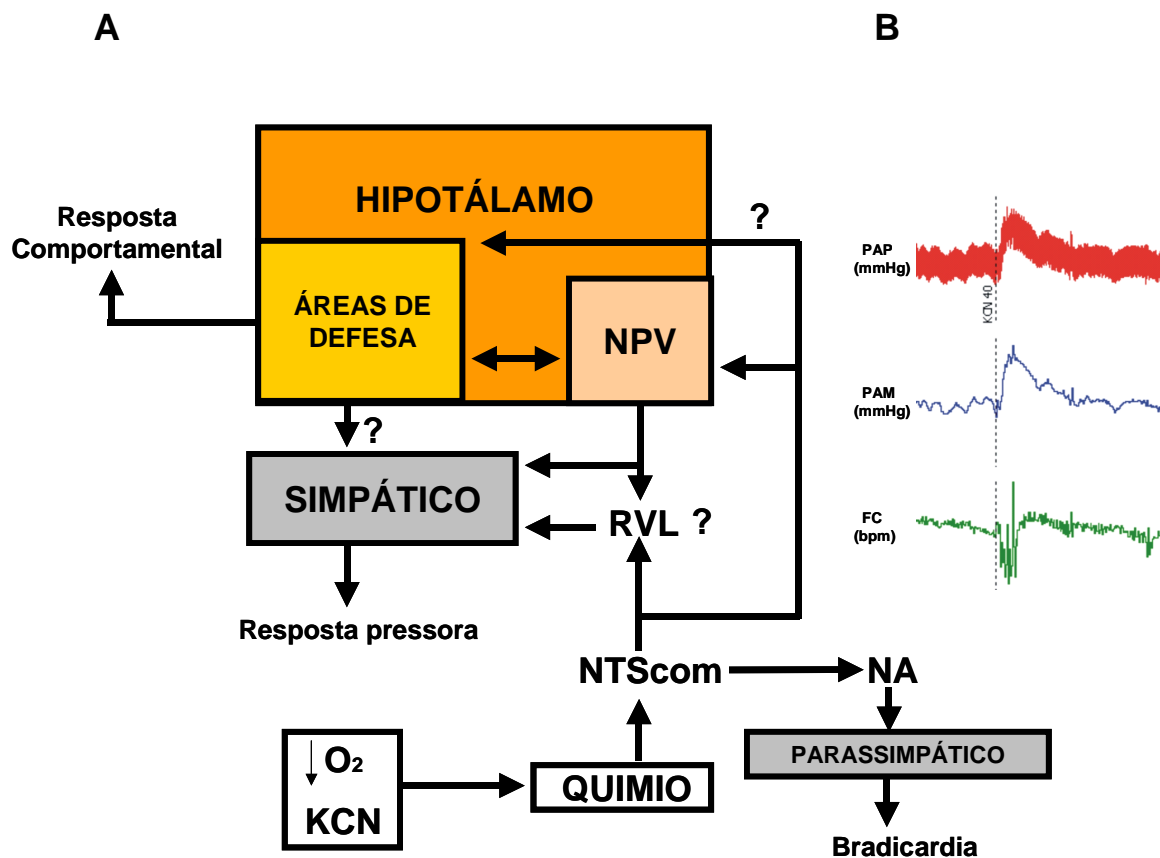 A
B
HIPOTÁLAMO
?
Resposta
Comportamental
ÁREAS DE
DEFESA
NPV
?
SIMPÁTICO
RVL ?
Resposta pressora
NTScom
NA
PARASSIMPÁTICO
Bradicardia
↓ O2
KCN
QUIMIO
PAP
(mmHg)
KCN 40
PAM
(mmHg)
FC
(bpm)